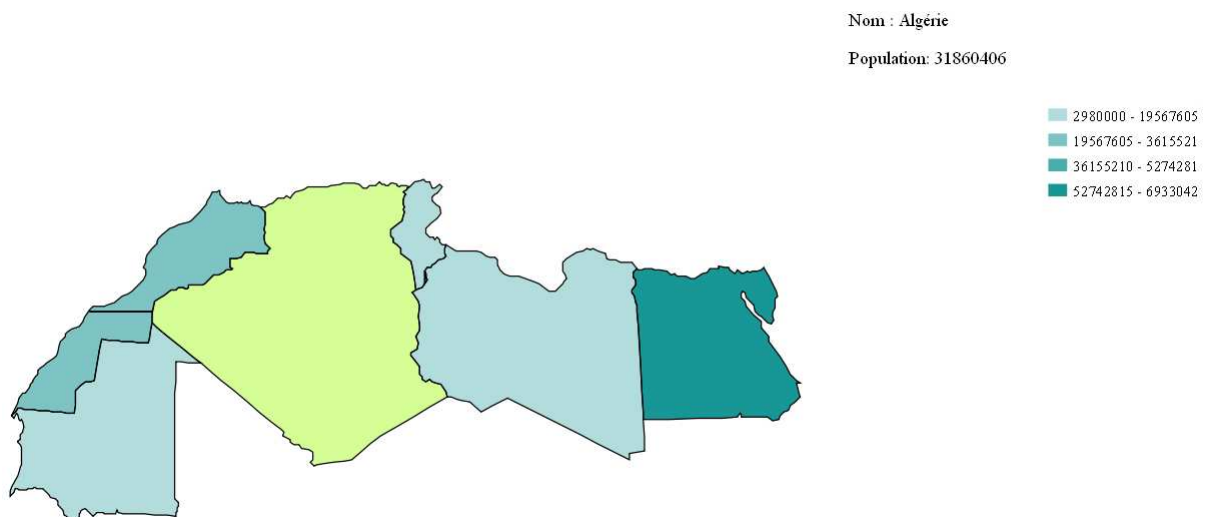 Nom : Algérie
Population: 31860406
2980000 - 19567605
19567605 - 3615521
36155210 - 5274281
52742815 - 6933042